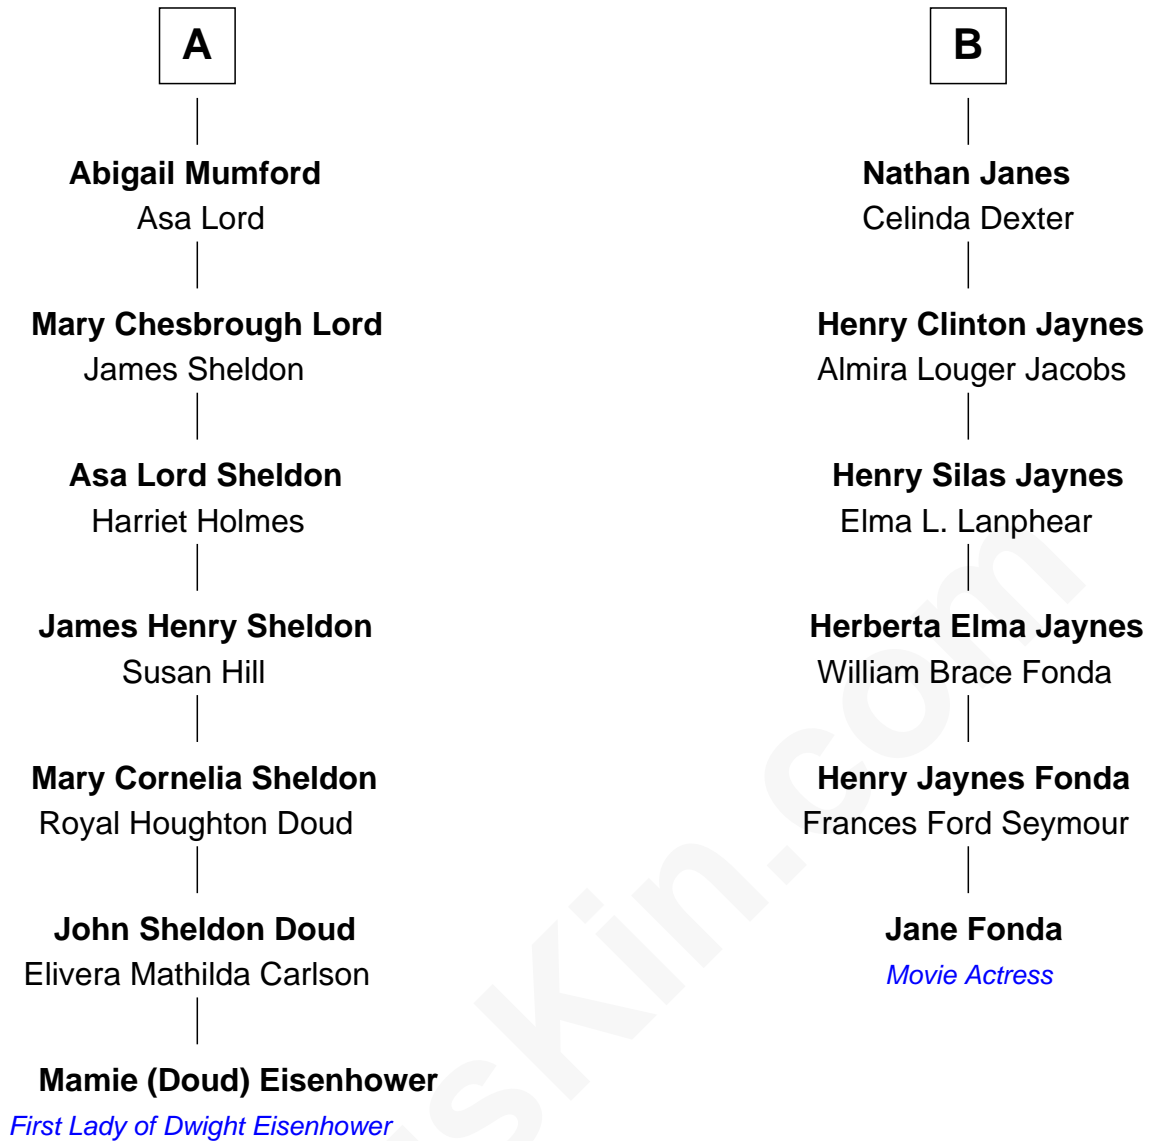 A
Abigail Mumford
Asa Lord
Mary Chesbrough Lord
James Sheldon
Asa Lord Sheldon
Harriet Holmes
James Henry Sheldon
Susan Hill
Mary Cornelia Sheldon
Royal Houghton Doud
John Sheldon Doud
Elivera Mathilda Carlson
Mamie (Doud) Eisenhower
First Lady of Dwight Eisenhower
B
Nathan Janes
Celinda Dexter
Henry Clinton Jaynes
Almira Louger Jacobs
Henry Silas Jaynes
Elma L. Lanphear
Herberta Elma Jaynes
William Brace Fonda
Henry Jaynes Fonda
Frances Ford Seymour
Jane Fonda
Movie Actress
sKin.com